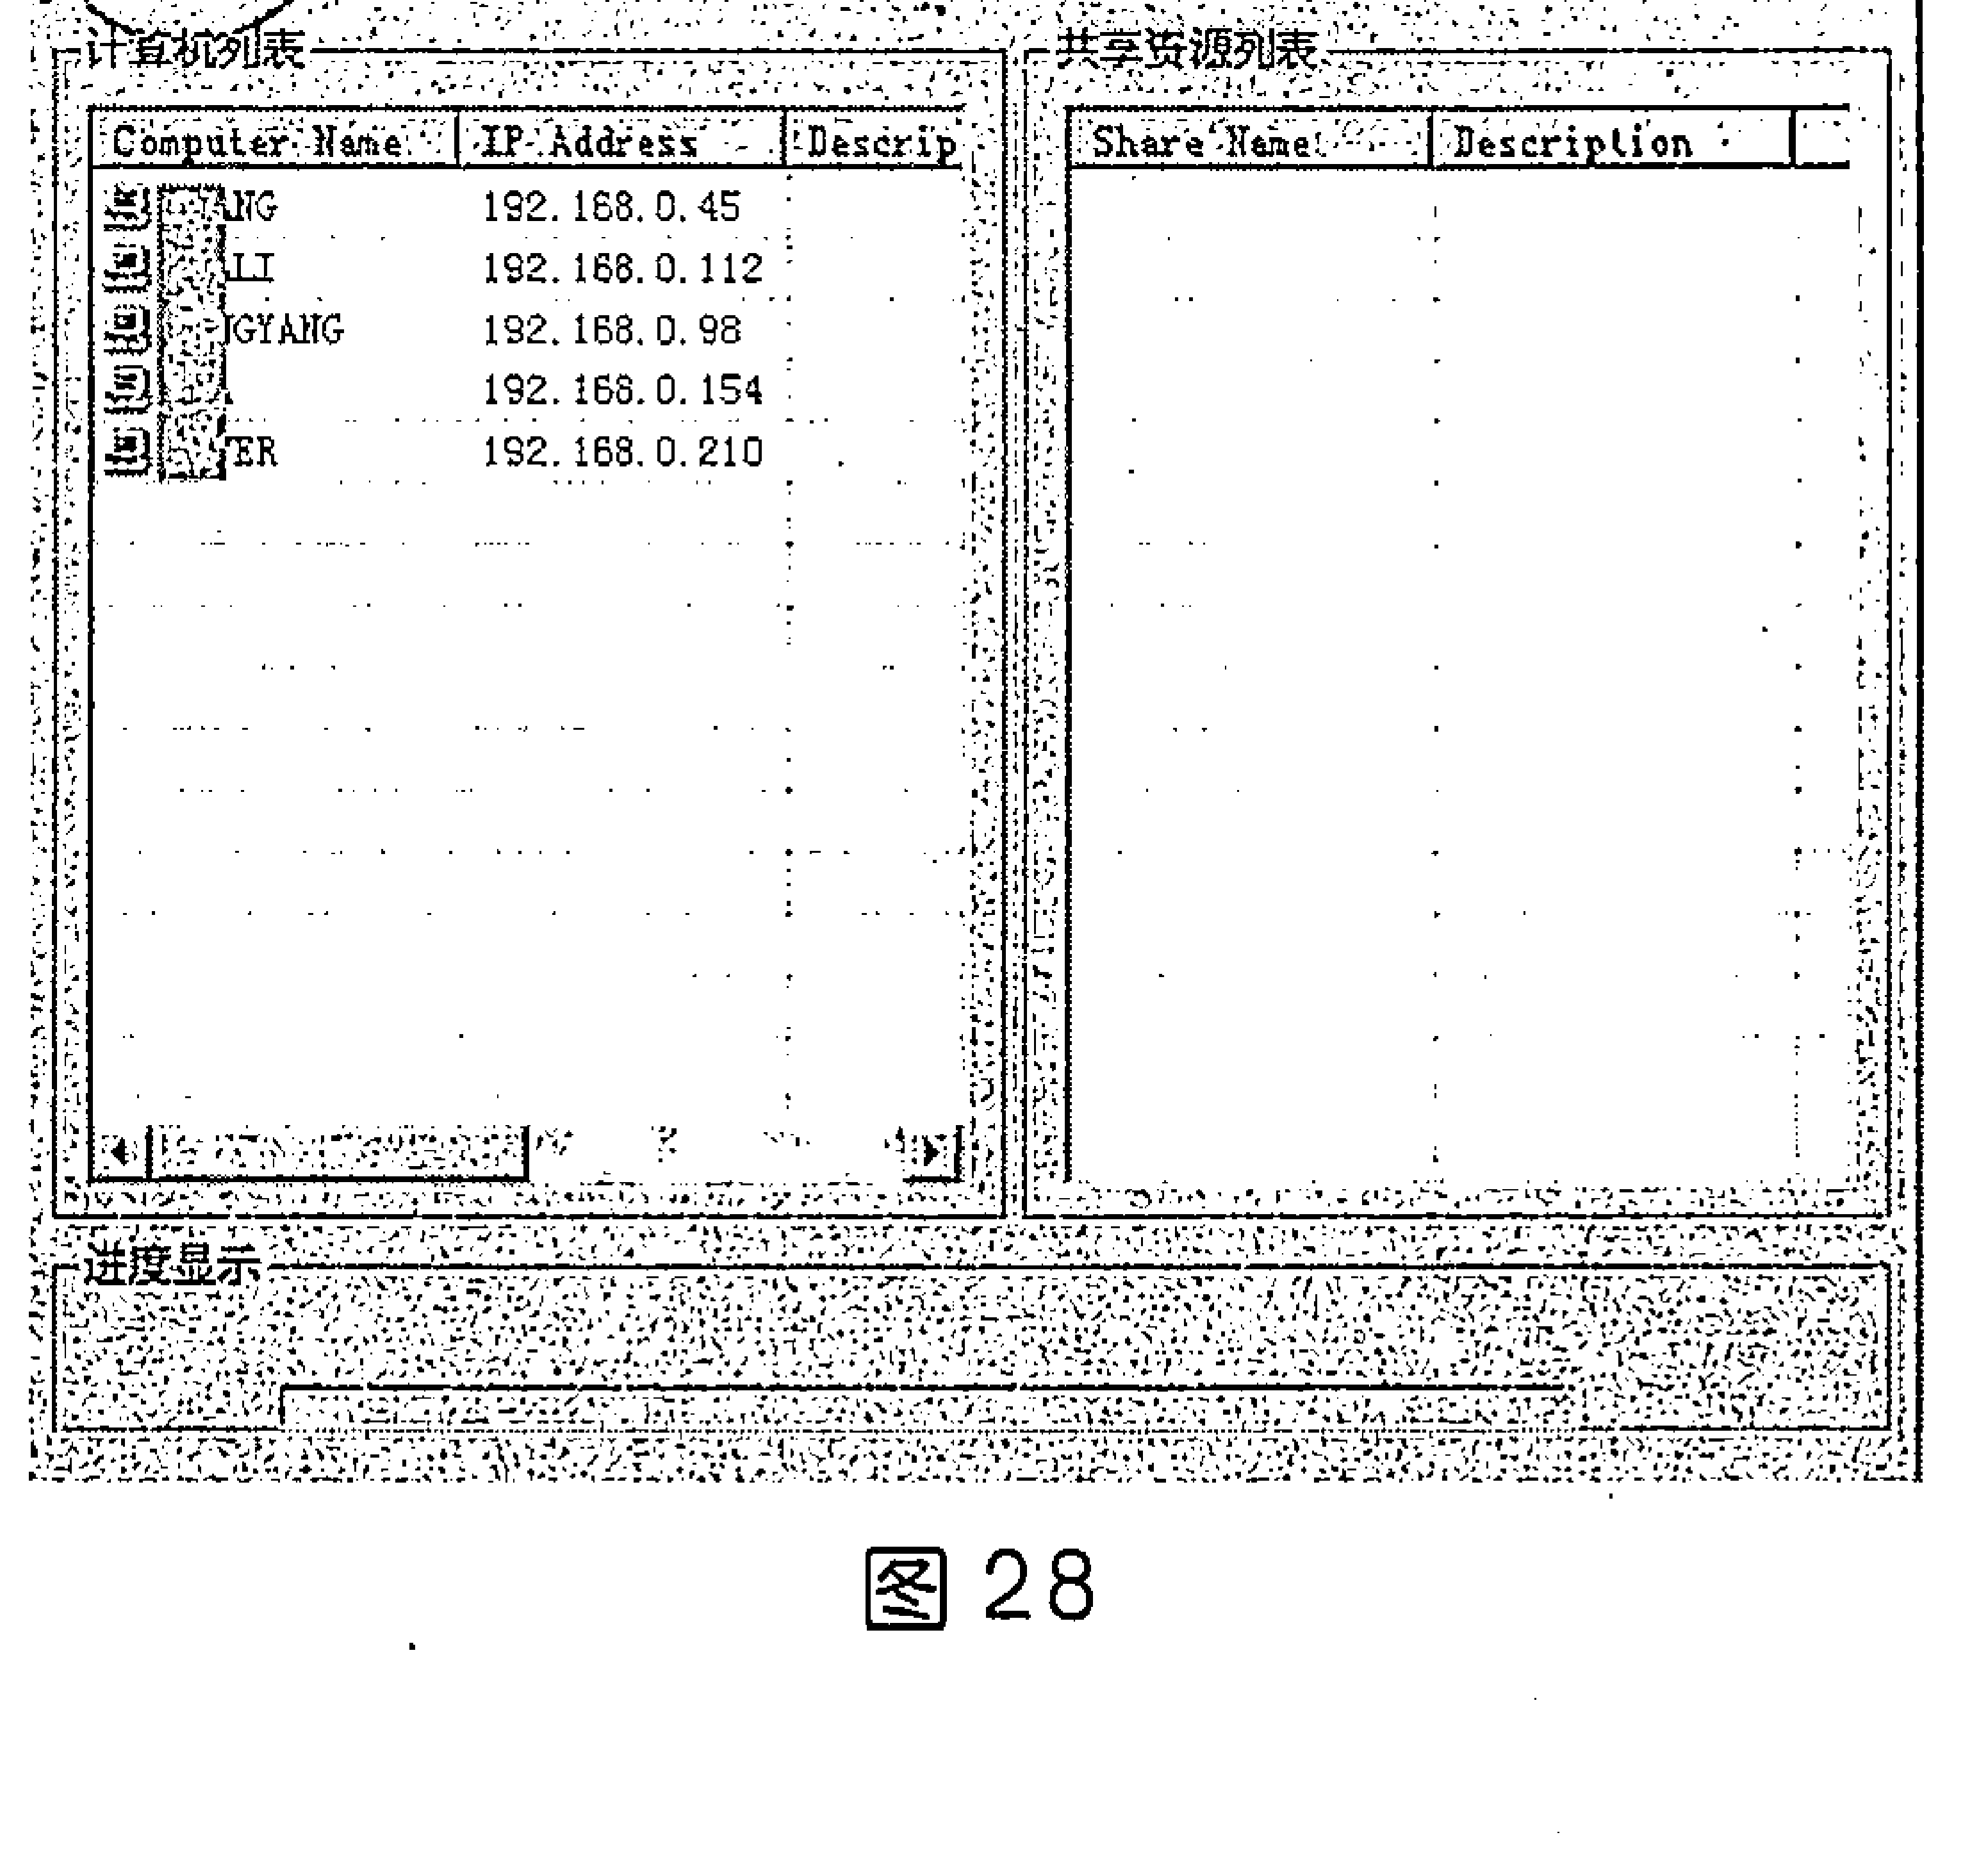 计算机列表 共享资源列表
Computer Name IP Address Descrip Share Name Description
ANG 192.168.0.45
LI 192.168.0.112
GYANG 192.168.0.98
192.168.0.154
TER 192.168.0.210
进度显示
图 28